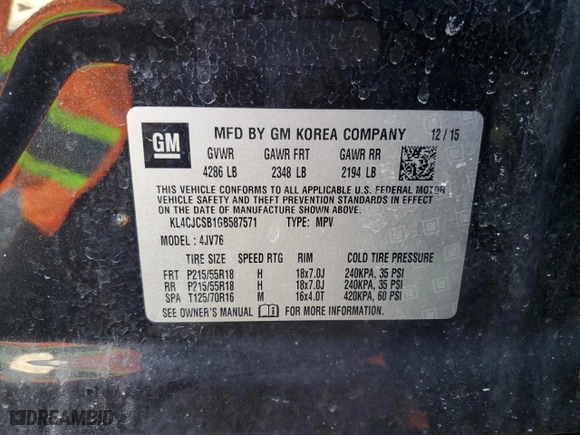 GM
MFD BY GM KOREA COMPANY 12/15
GVWR GAWR FRT GAWR RR
4286 LB 2348 LB 2194 LB
THIS VEHICLE CONFORMS TO ALL APPLICABLE U.S. FEDERAL MOTOR
VEHICLE SAFETY AND THEFT PREVENTION STANDARDS IN EFFECT ON
THE DATE OF MANUFACTURE SHOWN ABOVE.
KL4CJCSB1GB587571 TYPE: MPV
MODEL: 4JV76
TIRE SIZE SPEED RTG RIM COLD TIRE PRESSURE
FRT P215/55R18 H 18x7.0J 240KPA, 35 PSI
RR P215/55R18 H 18x7.0J 240KPA, 35 PSI
SPA T125/70R16 M 16x4.0T 420KPA, 60 PSI
SEE OWNER'S MANUAL FOR MORE INFORMATION.
DREAMBID